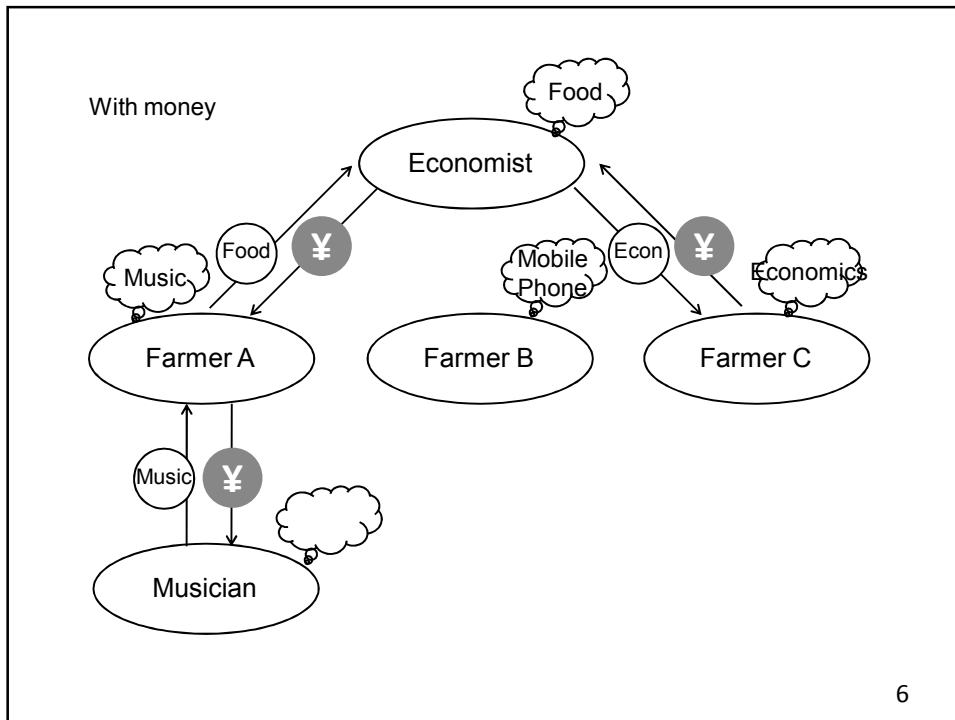 With money
Food
Economist
Food
¥
Music
Mobile
Phone
Econ
¥
Economics
Farmer A
Farmer B
Farmer C
Music
¥
Musician
6